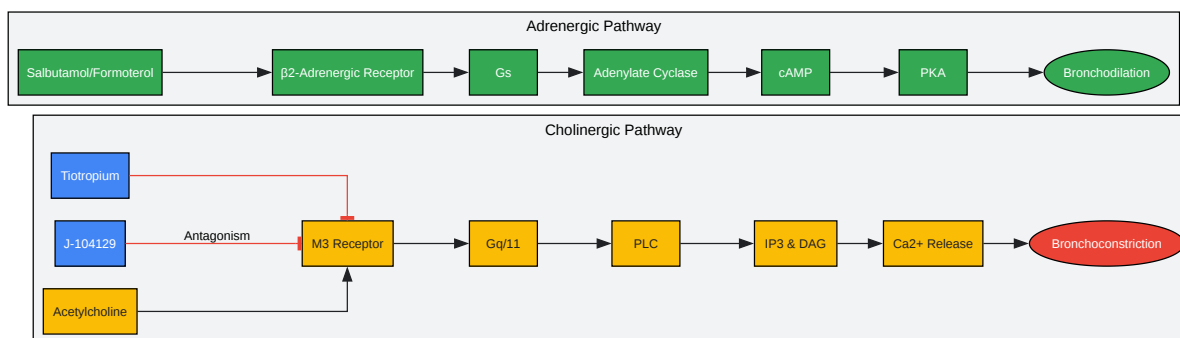 Adrenergic Pathway
Salbutamol/Formoterol
β2-Adrenergic Receptor
Gs
Adenylate Cyclase
cAMP
PKA
Bronchodilation
Cholinergic Pathway
Tiotropium
J-104129
Antagonism
M3 Receptor
Gq/11
PLC
IP3 & DAG
Ca2+ Release
Bronchoconstriction
Acetylcholine